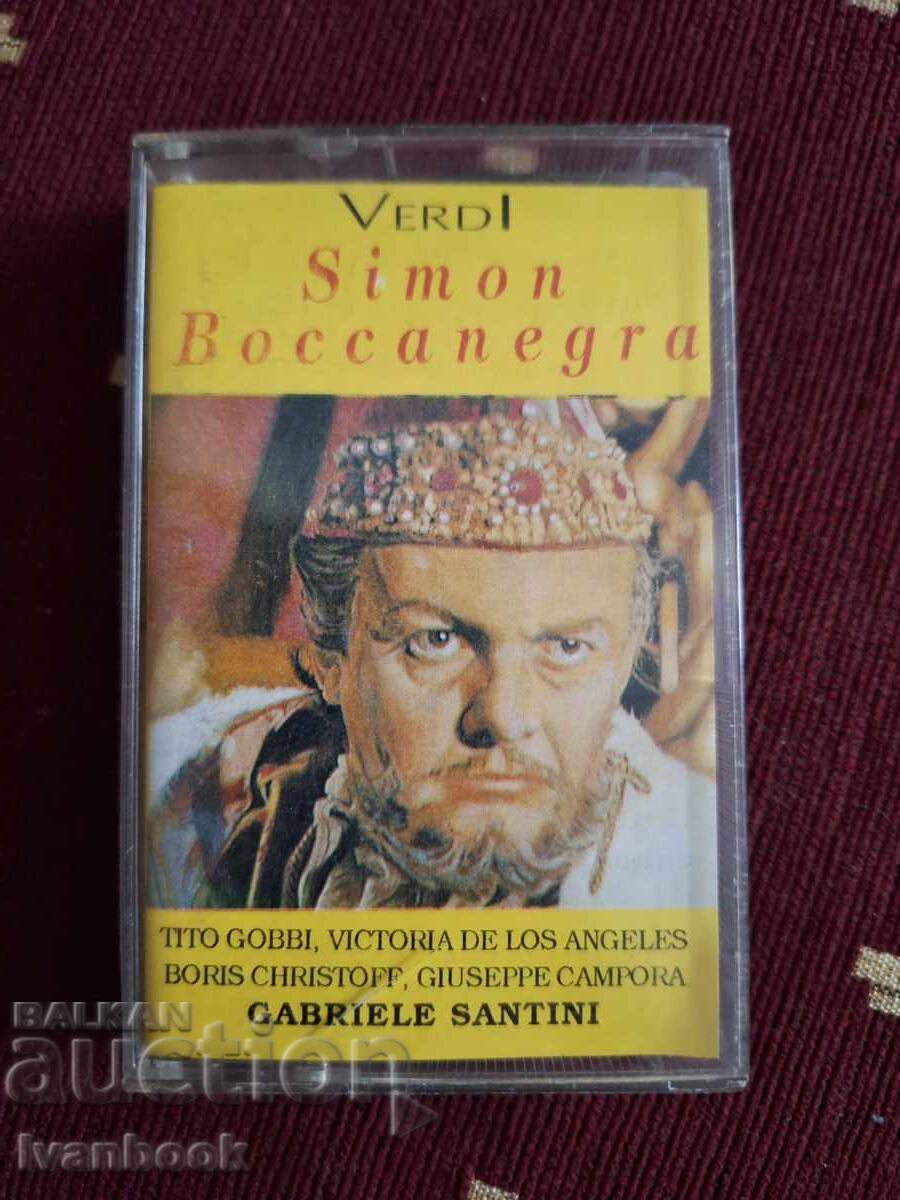 VERDI
Simon
Boccanegra
TITO GOBBI, VICTORIA DE LOS ANGELES
BORIS CHRISTOFF, GIUSEPPE CAMPORA
GABRIELE SANTINI
BALKAN
auction
Ivanbook